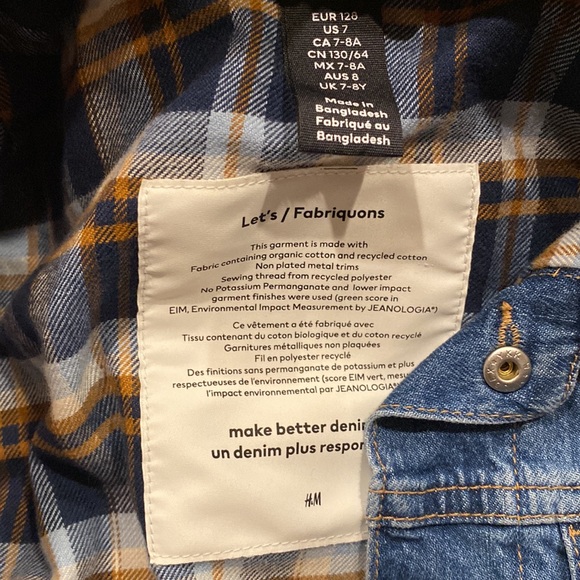 EUR 128
US 7
CA 7-8A
CN 130/64
MX 7-8A
AUS 8
UK 7-8Y
Made in
Bangladesh
Fabriqué au
Bangladesh
Let's / Fabriquons
This garment is made with
Fabric containing organic cotton and recycled cotton
Non plated metal trims
Sewing thread from recycled polyester
No Potassium Permanganate and lower impact
garment finishes were used (green score in
EIM, Environmental Impact Measurement by JEANOLOGIA®)
Ce vêtement a été fabriqué avec
Tissu contenant du coton biologique et du coton recyclé
Garnitures métalliques non plaquées
Fil en polyester recyclé
Des finitions sans permanganate de potassium et plus
respectueuses de l'environnement (score EIM vert, mesu
l'impact environnemental par JEANOLOGIA®
make better deni
un denim plus respon
H&M